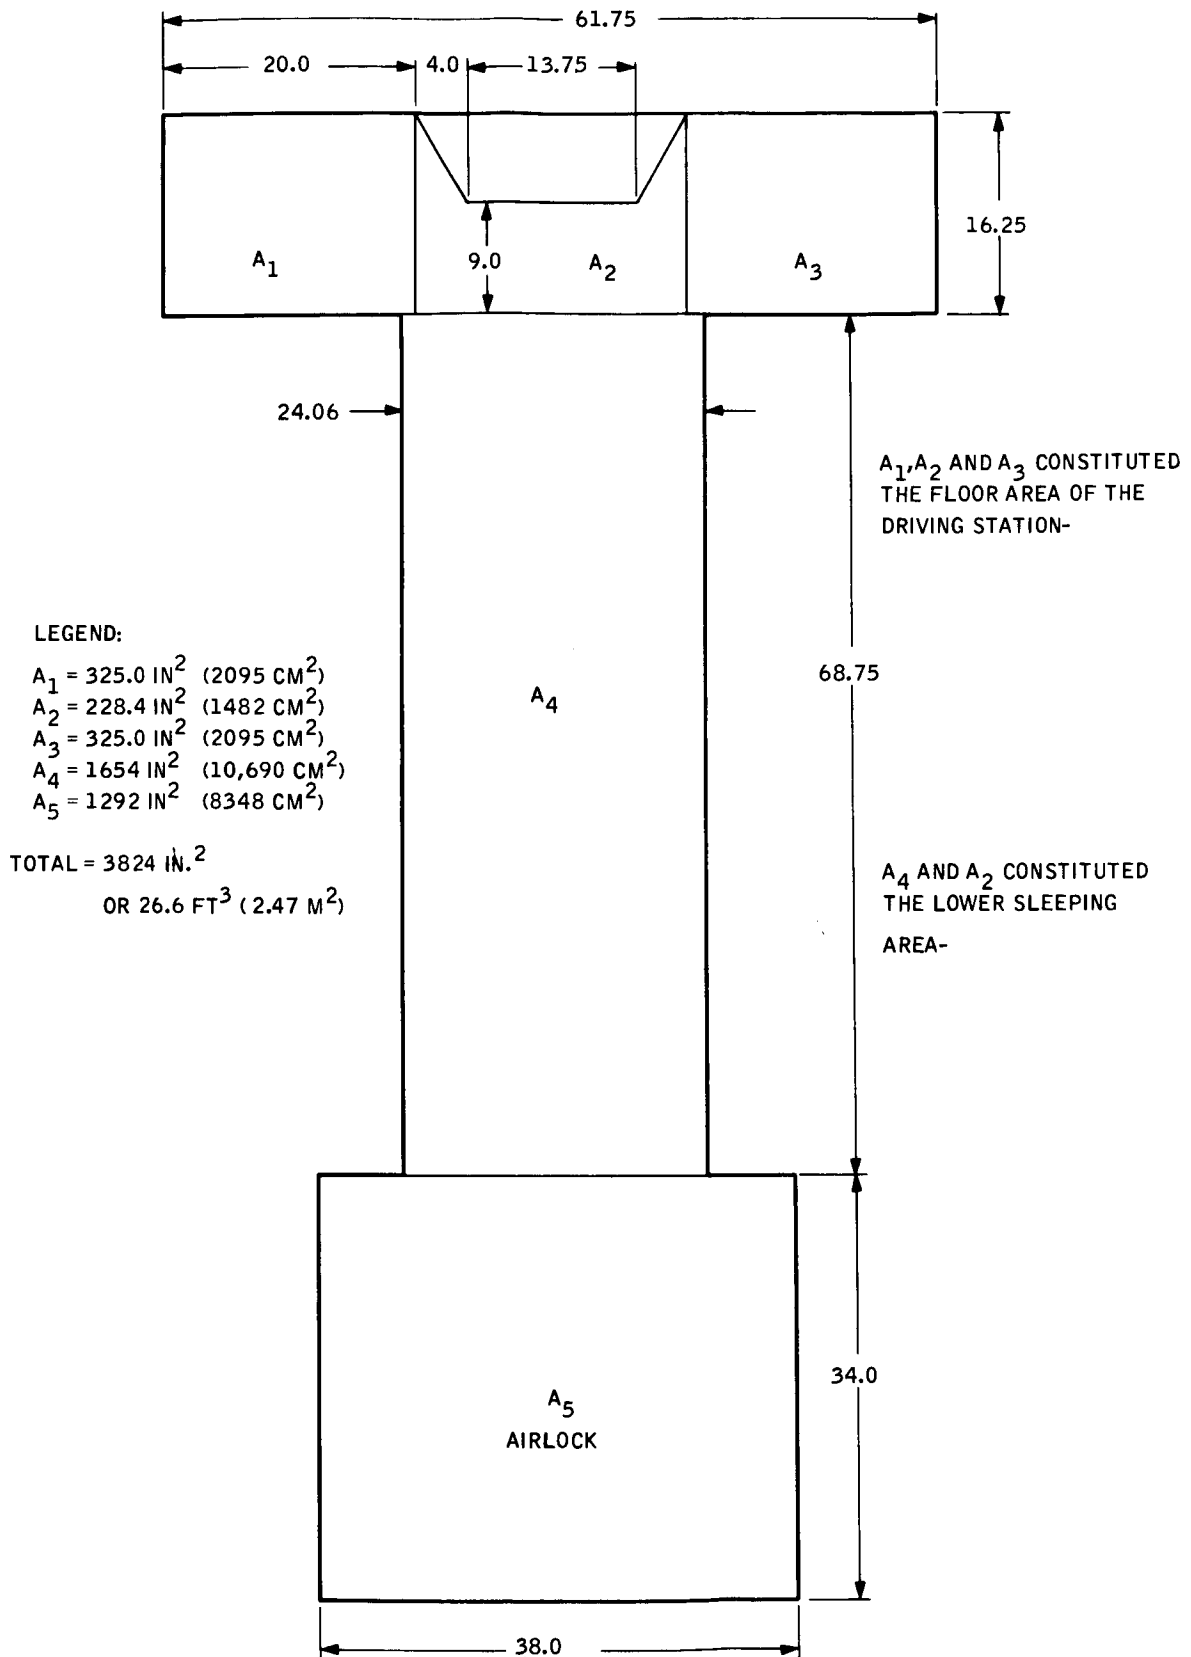 61.75
20.0 4.0 13.75
16.25
A1 9.0 A2 A3
24.06
A1,A2 AND A3 CONSTITUTED
THE FLOOR AREA OF THE
DRIVING STATION-
LEGEND:
A1 = 325.0 IN2 (2095 CM2)
A2 = 228.4 IN2 (1482 CM2)
A3 = 325.0 IN2 (2095 CM2)
A4 = 1654 IN2 (10,690 CM2)
A5 = 1292 IN2 (8348 CM2)
TOTAL = 3824 IN.2
OR 26.6 FT3 (2.47 M2)
A4
68.75
A4 AND A2 CONSTITUTED
THE LOWER SLEEPING
AREA-
34.0
A5
AIRLOCK
38.0